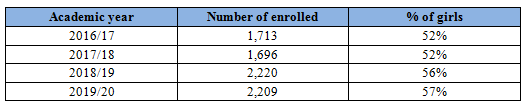 Academic year Number of enrolled % of girls
2016/17 1,713 52%
2017/18 1,696 52%
2018/19 2,220 56%
2019/20 2,209 57%